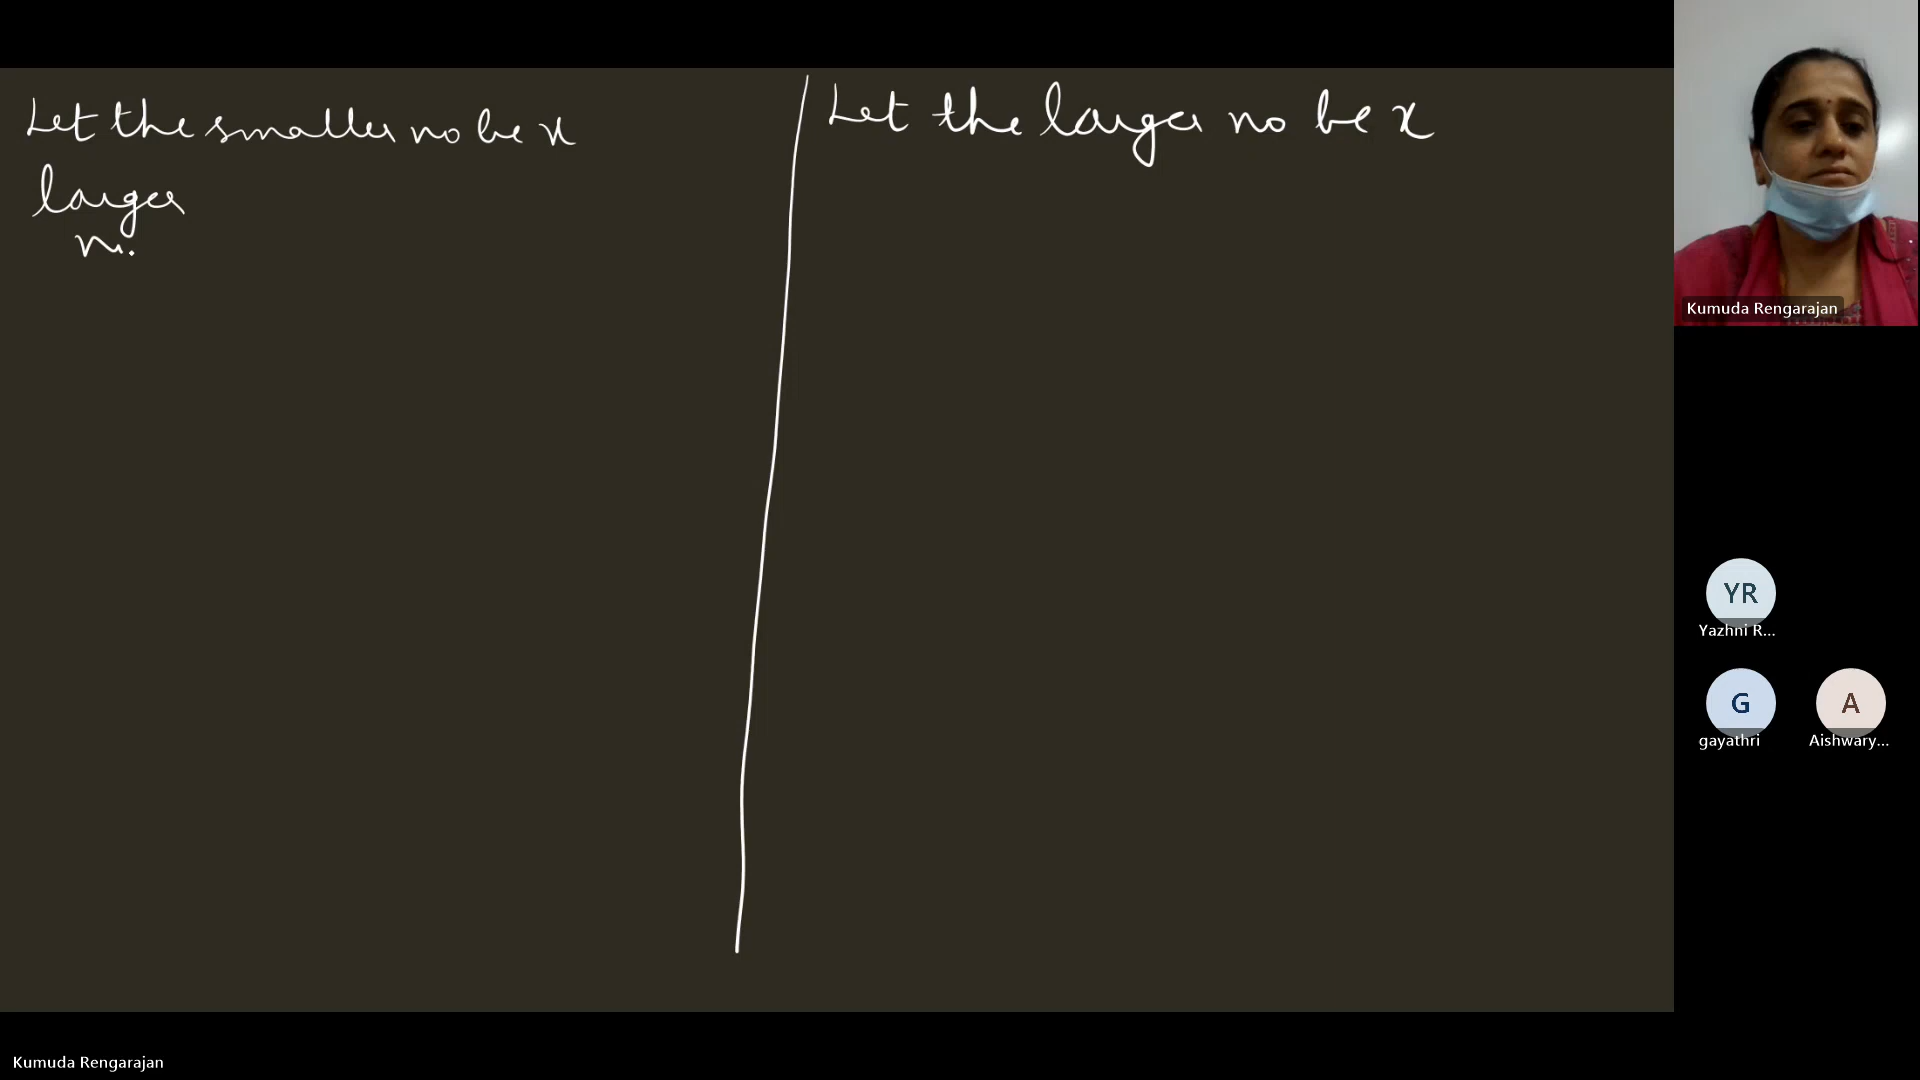 Let the smaller no be x
larger
no.
Let the larger no be x
Kumuda Rengarajan
YR
Yazhni R...
G
A
gayathri
Aishwary...
Kumuda Rengarajan